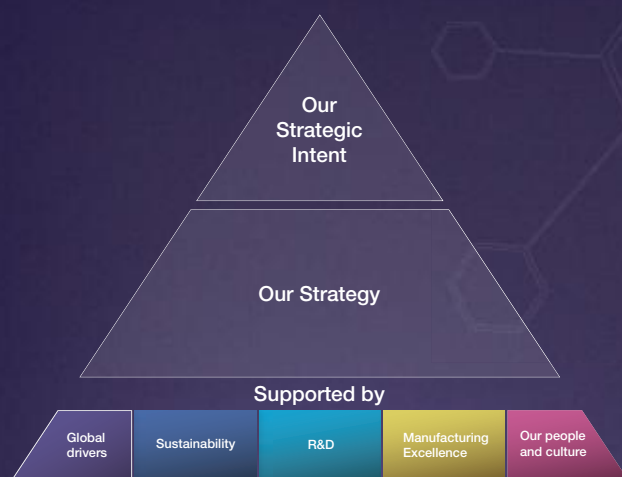 Our
Strategic
Intent
Our Strategy
Supported by
Global
drivers
Sustainability
R&D
Manufacturing
Excellence
Our people
and culture